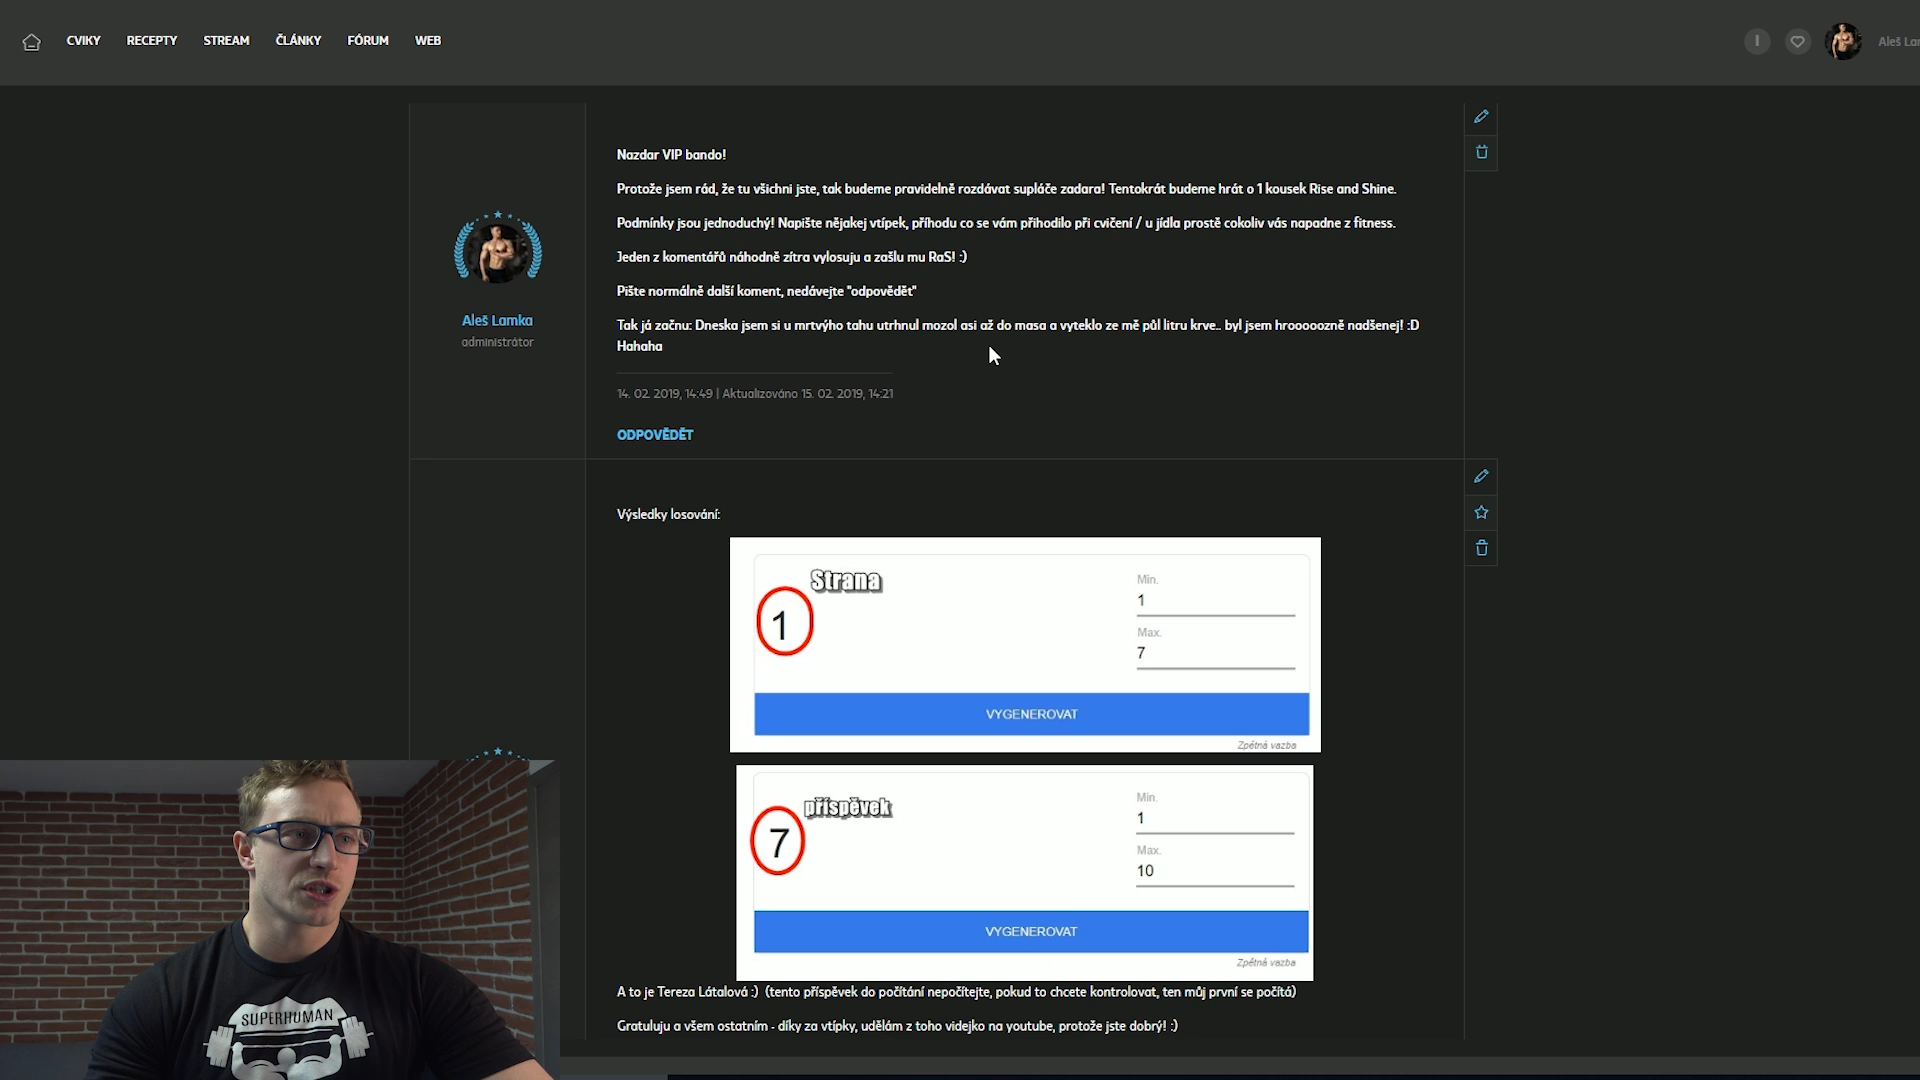 CVIKY RECEPTY STREAM ČLÁNKY FÓRUM WEB
Aleš
Nazdar VIP bando!
Protože jsem rád, že tu všichni jste, tak budeme pravidelně rozdávat supláče zadara! Tentokrát budeme hrát o 1 kousek Rise and Shine.
Podmínky jsou jednoduchý! Napište nějakej vtípek, příhodu co se vám přihodilo při cvičení / u jídla prostě cokoliv vás napadne z fitness.
Jeden z komentářů náhodně zítra vylosuju a zašlu mu RaS! :)
Pište normálně další koment, nedávejte "odpovědět"
Tak já začnu: Dneska jsem si u mrtvýho tahu utrhnul mozol asi až do masa a vyteklo ze mě půl litru krve.. byl jsem hrooooozně nadšenej! :D
Hahaha
Aleš Lamka
administrátor
14. 02. 2019, 14:49 | Aktualizováno 15. 02. 2019, 14:21
ODPOVĚDĚT
Výsledky losování:
Strana
1
Min.
1
Max.
7
VYGENEROVAT
Zpětná vazba
příspěvek
7
Min.
1
Max.
10
VYGENEROVAT
Zpětná vazba
A to je Tereza Látalová :) (tento příspěvek do počítání nepočítejte, pokud to chcete kontrolovat, ten můj první se počítá)
Gratuluju a všem ostatním - díky za vtípky, udělám z toho videjko na youtube, protože jste dobrý! :)
SUPERHUMAN